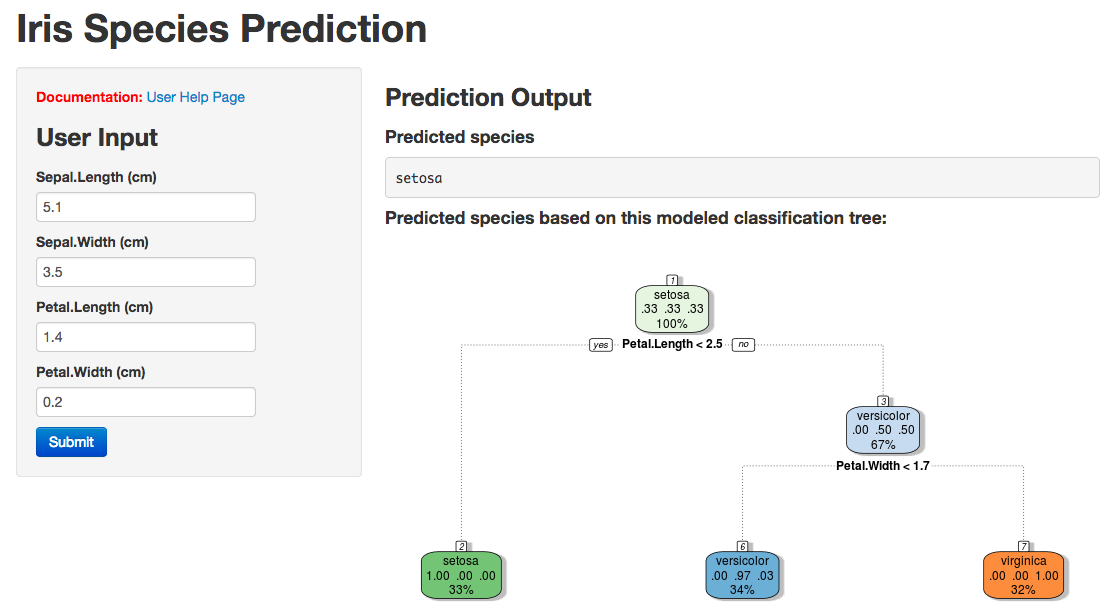 Iris Species Prediction
Documentation: User Help Page
User Input
Sepal.Length (cm)
5.1
Sepal.Width (cm)
3.5
Petal.Length (cm)
1.4
Petal.Width (cm)
0.2
Submit
Prediction Output
Predicted species
setosa
Predicted species based on this modeled classification tree:
1
setosa
.33 .33 .33
100%
yes Petal.Length < 2.5 no
3
versicolor
.00 .50 .50
67%
Petal.Width < 1.7
2
setosa
1.00 .00 .00
33%
6
versicolor
.00 .97 .03
34%
7
virginica
.00 .00 1.00
32%